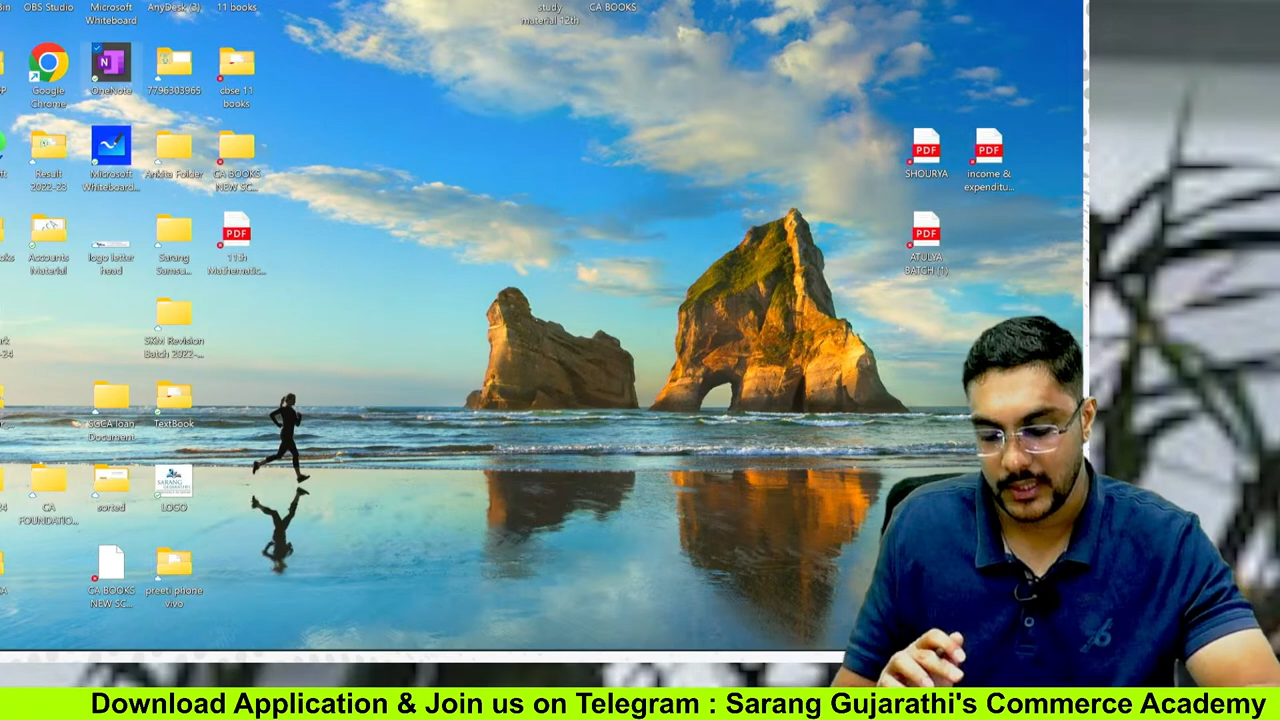 Bin
OBS Studio
Microsoft
Whiteboard
AnyDesk (3)
11 books
study
material 12th
CA BOOKS
Google
Chrome
OneNote
7796303965
cbse 11
books
Result
2022-23
Microsoft
Whiteboard...
Ankita Folder
CA BOOKS
NEW SC...
PDF
SHOURYA
PDF
income &
expenditu...
Accounts
Material
logo letter
head
Sarang
Samsu...
PDF
11th
Mathematic...
PDF
ATULYA
BATCH (1)
SKM Revision
Batch 2022-...
SGCA loan
Document
TextBook
CA
FOUNDATIO...
sorted
SARANG
LOGO
CA BOOKS
NEW SC...
preeti phone
vivo
Download Application & Join us on Telegram : Sarang Gujarathi's Commerce Academy